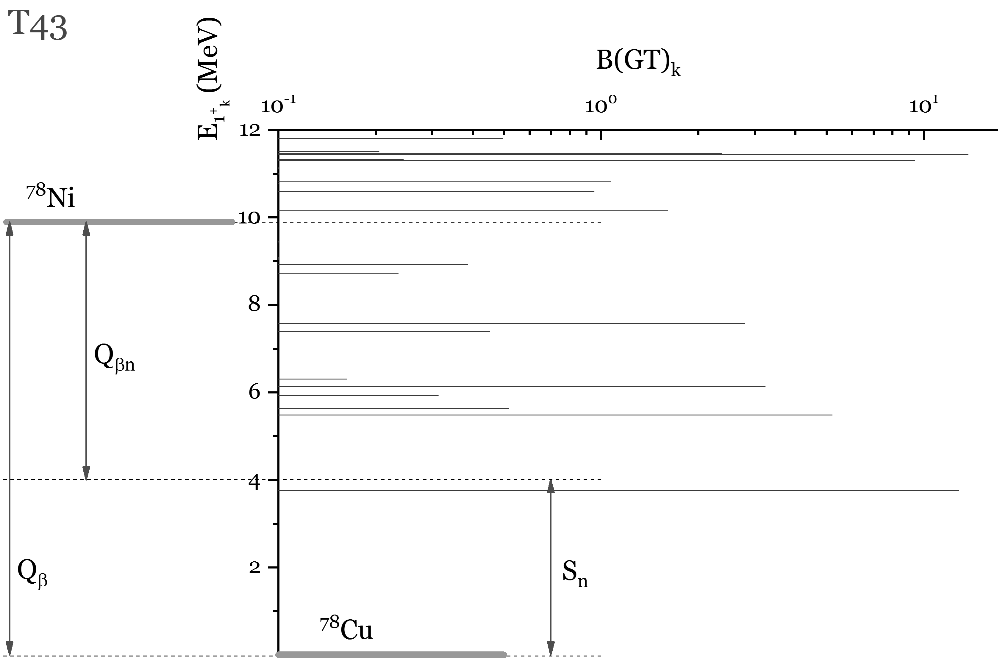 T43
E₁⁺ₖ (MeV)
B(GT)ₖ
10⁻¹ 10⁰ 10¹
12
⁷⁸Ni
10
8
Qβn
6
4
2
Qβ
Sₙ
⁷⁸Cu